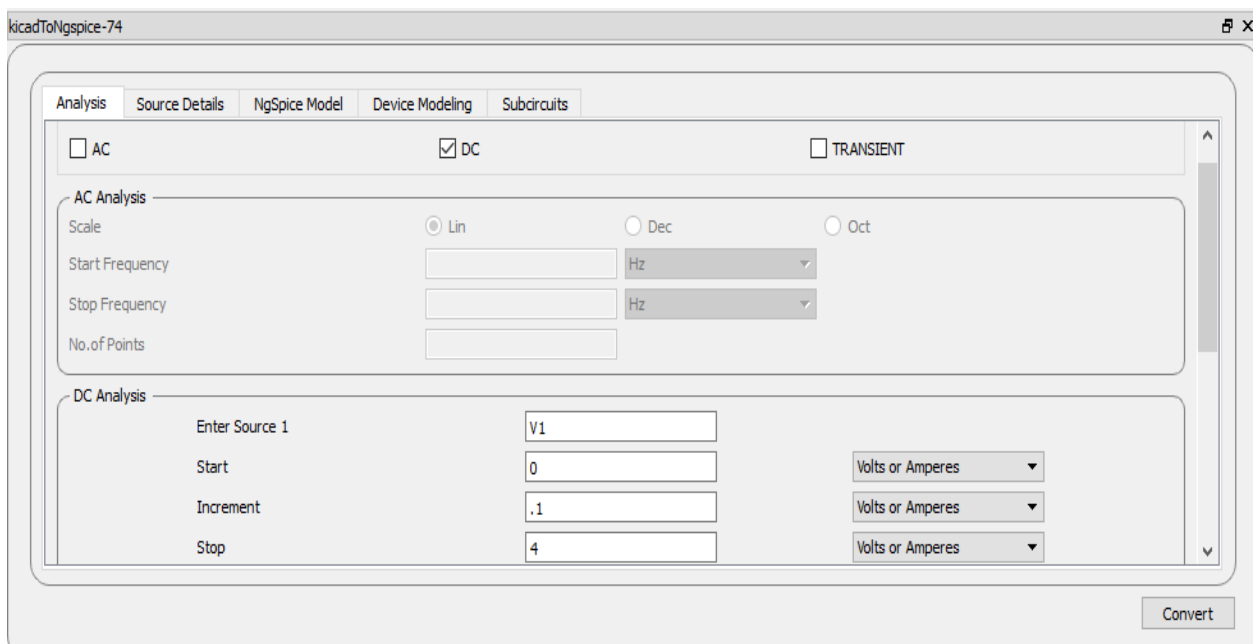 kicadToNgspice-74
Analysis Source Details NgSpice Model Device Modeling Subcircuits
AC DC TRANSIENT
AC Analysis
Scale Lin Dec Oct
Start Frequency Hz
Stop Frequency Hz
No.of Points
DC Analysis
Enter Source 1 V1
Start 0 Volts or Amperes
Increment .1 Volts or Amperes
Stop 4 Volts or Amperes
Convert